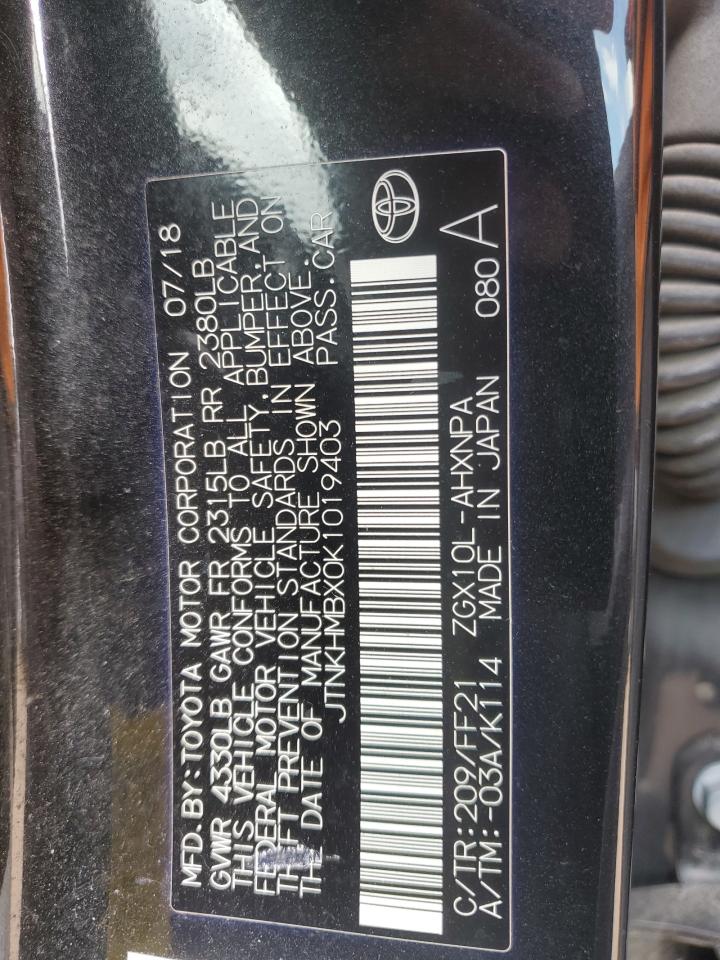 MFD. BY: TOYOTA MOTOR CORPORATION 07/18
GVWR 4330LB GAWR FR 2315LB RR 2380LB
THIS VEHICLE CONFORMS TO ALL APPLICABLE
FEDERAL MOTOR VEHICLE SAFETY, BUMPER, AND
THEFT PREVENTION STANDARDS IN EFFECT ON
THE DATE OF MANUFACTURE SHOWN ABOVE.
JTNKHMBX0K1019403 PASS. CAR
C/TR: 209/FF21 ZGX10L-AHXNPA 080 A
A/TM: -03A/K114 MADE IN JAPAN